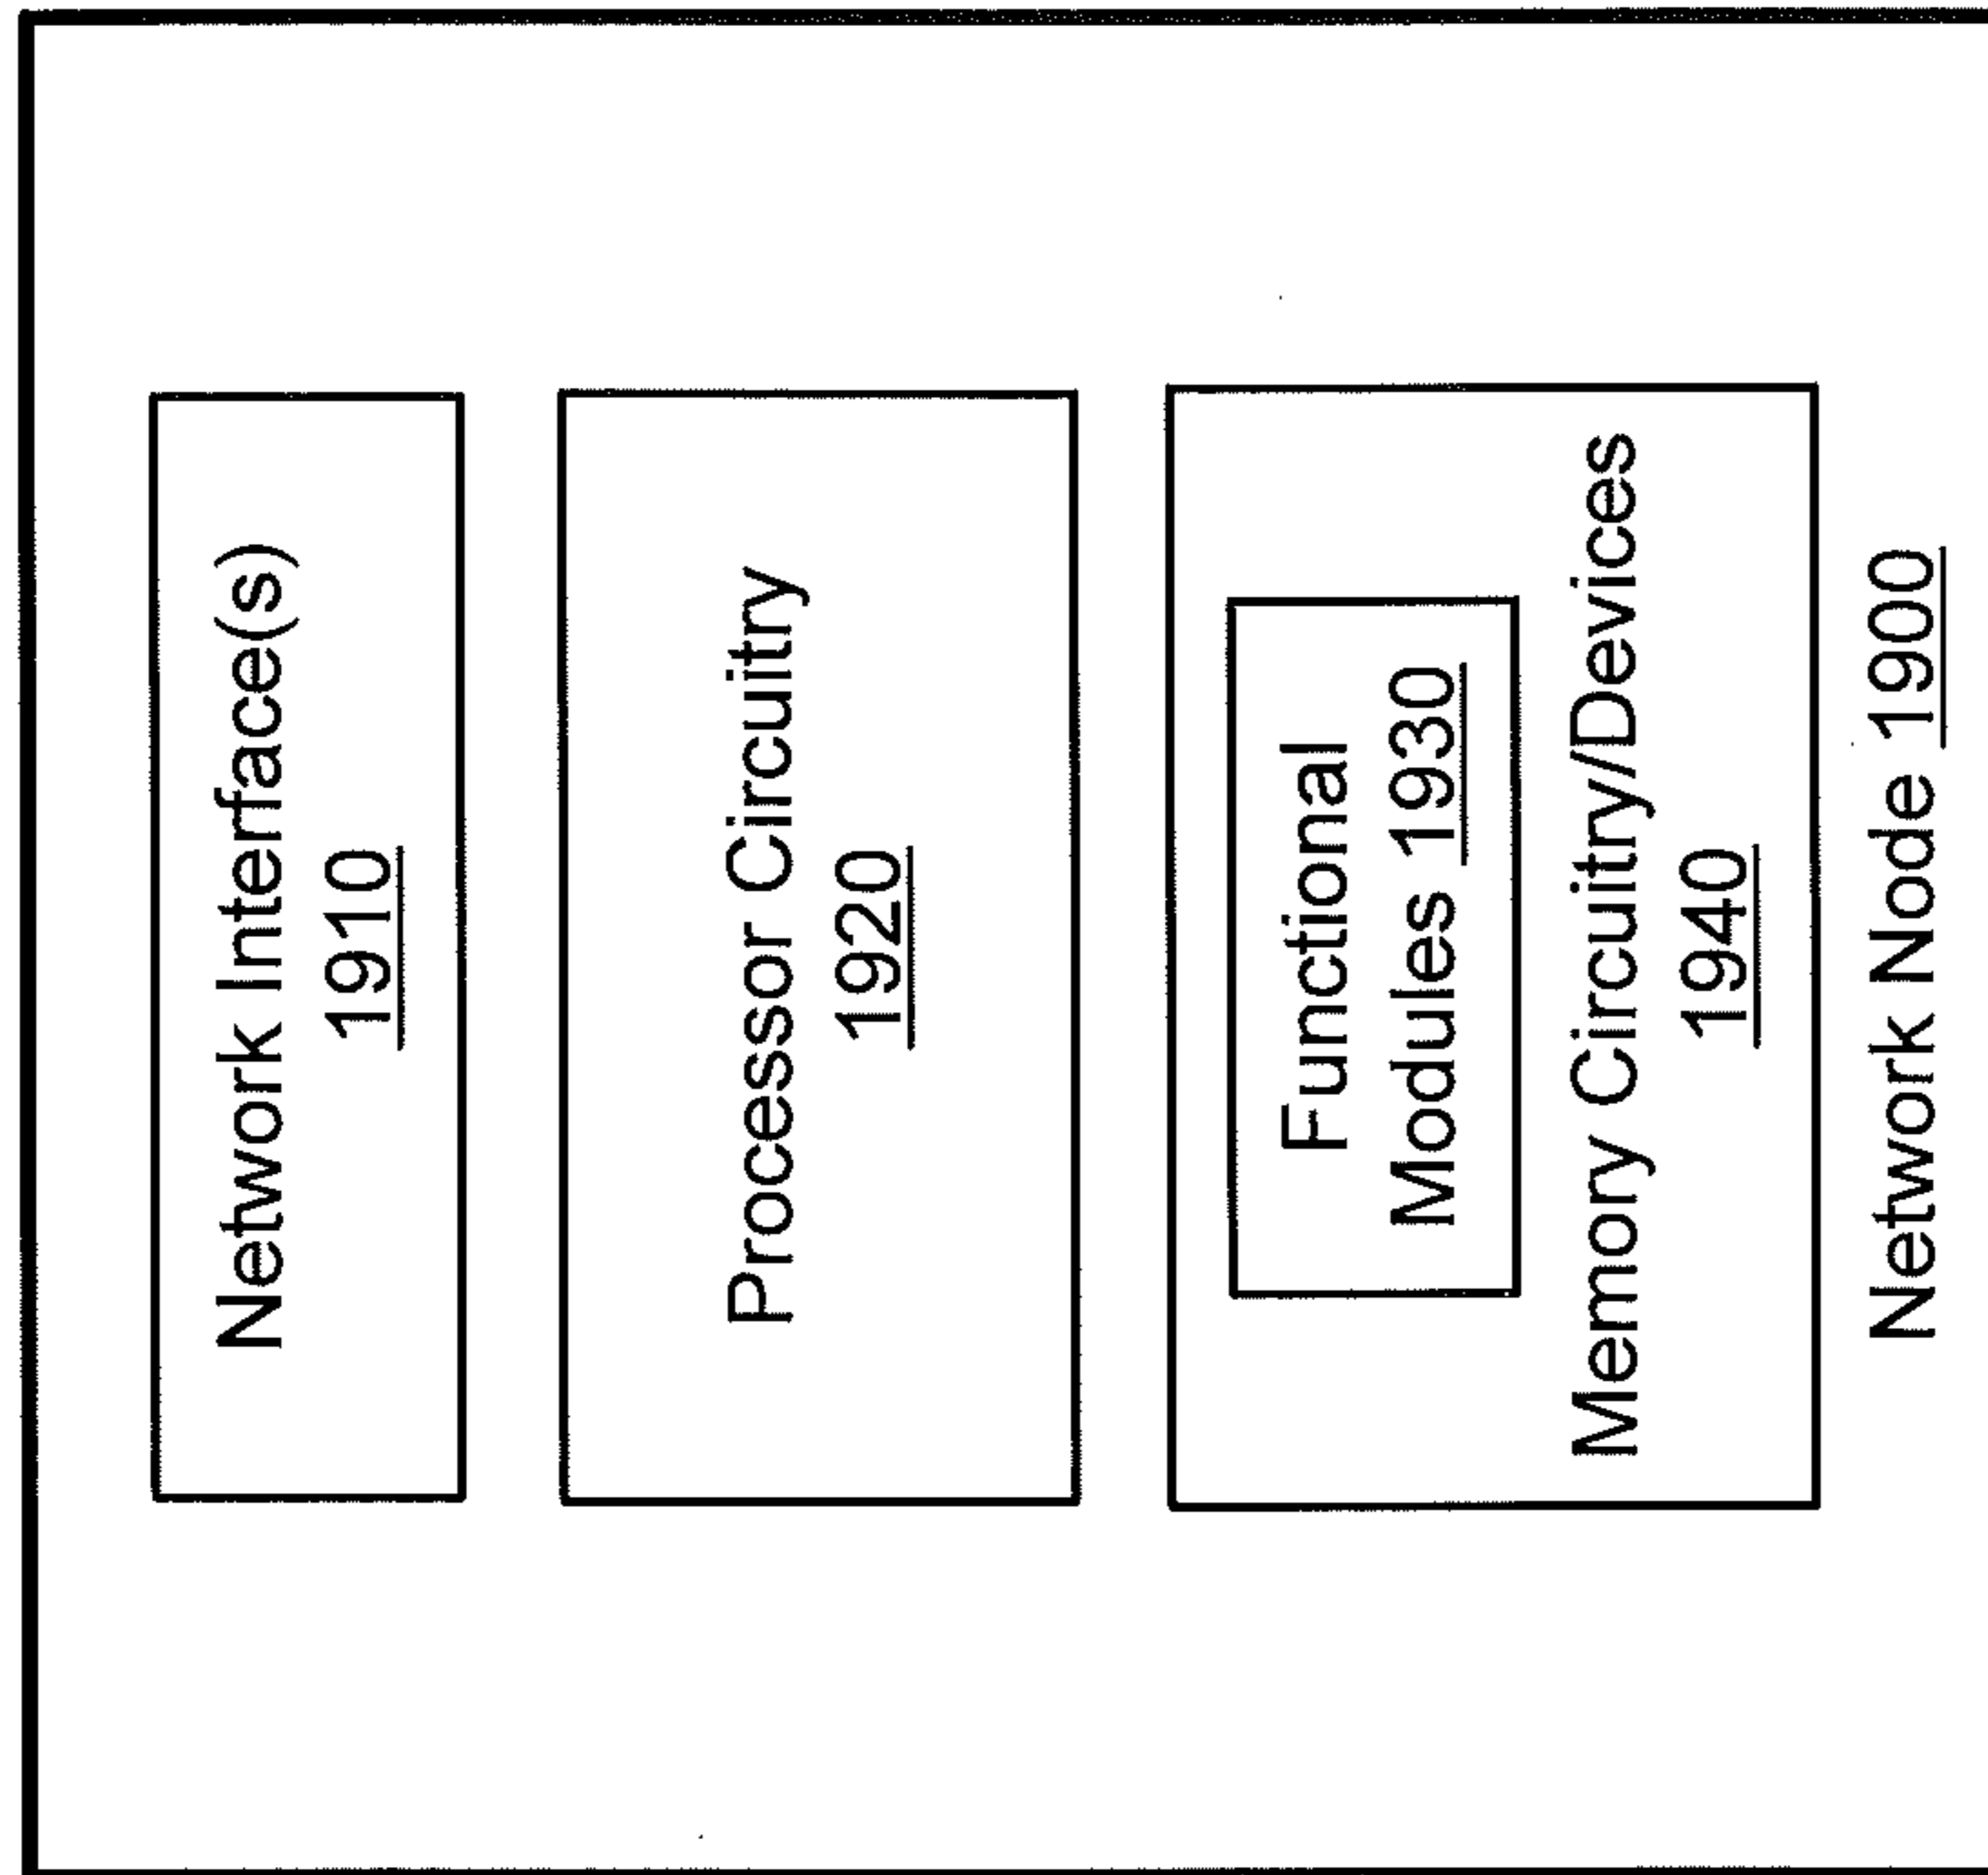 Network Interface(s)
1910
Processor Circuitry
1920
Functional
Modules 1930
Memory Circuitry/Devices
1940
Network Node 1900